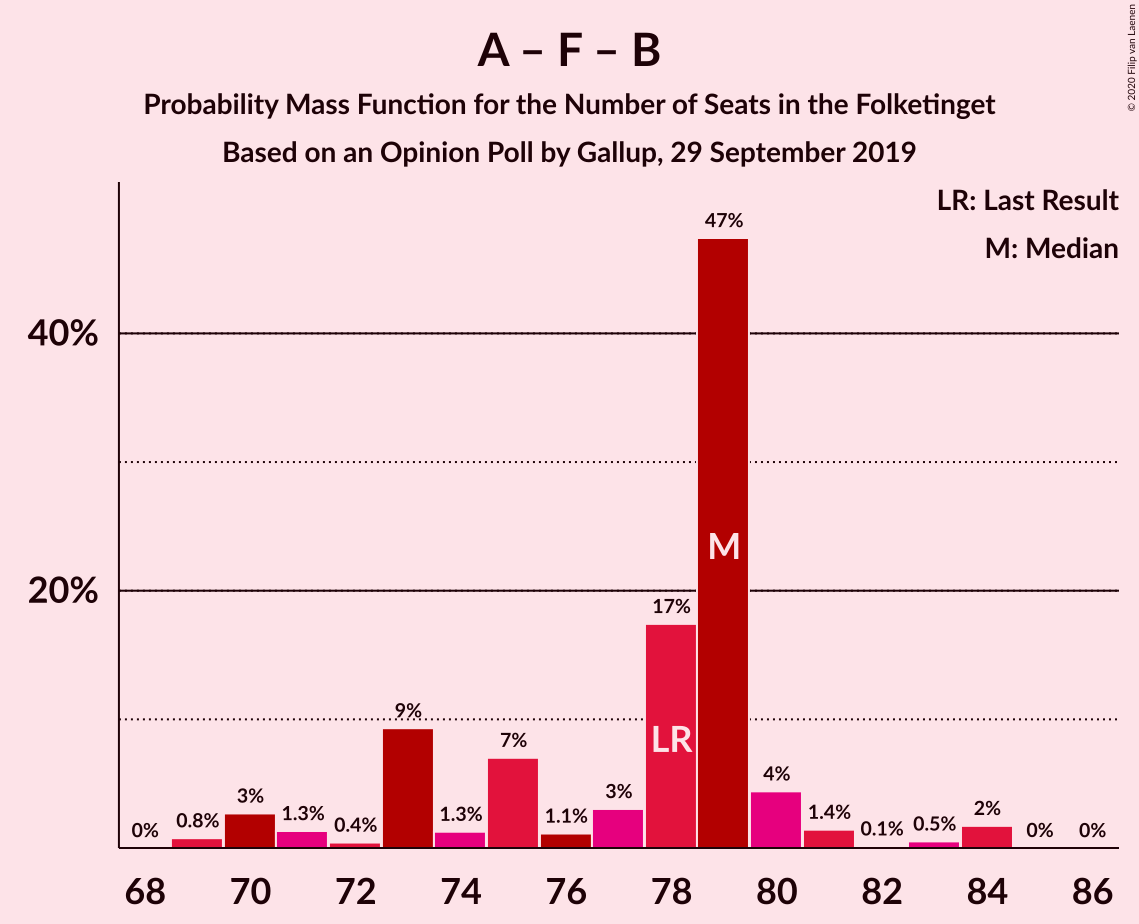 A – F – B
Probability Mass Function for the Number of Seats in the Folketinget
Based on an Opinion Poll by Gallup, 29 September 2019
© 2020 Filip van Laenen
LR: Last Result
M: Median
40%
20%
0%
0.8%
3%
1.3%
0.4%
9%
1.3%
7%
1.1%
3%
17%
47%
4%
1.4%
0.1%
0.5%
2%
0%
0%
LR
M
68 70 72 74 76 78 80 82 84 86